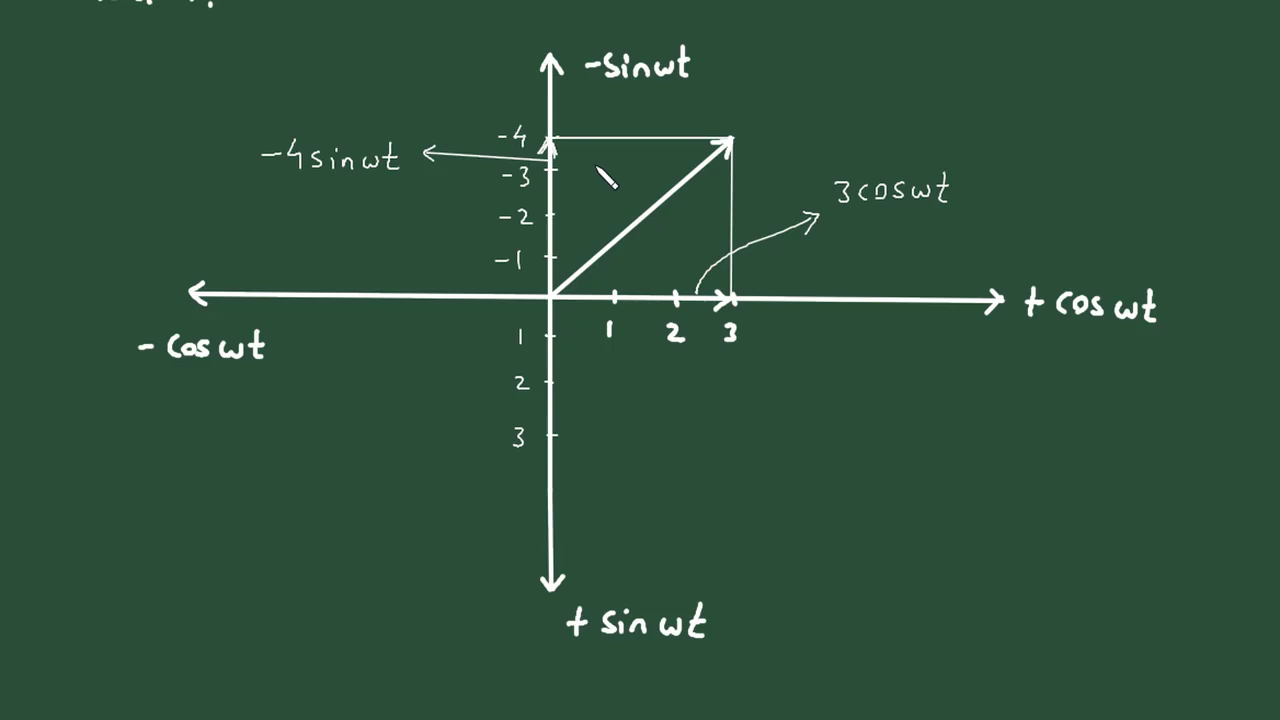 -sinωt
-4
-4sinωt
-3
3cosωt
-2
-1
+ cosωt
1 2 3
1
- cosωt
2
3
+ sinωt